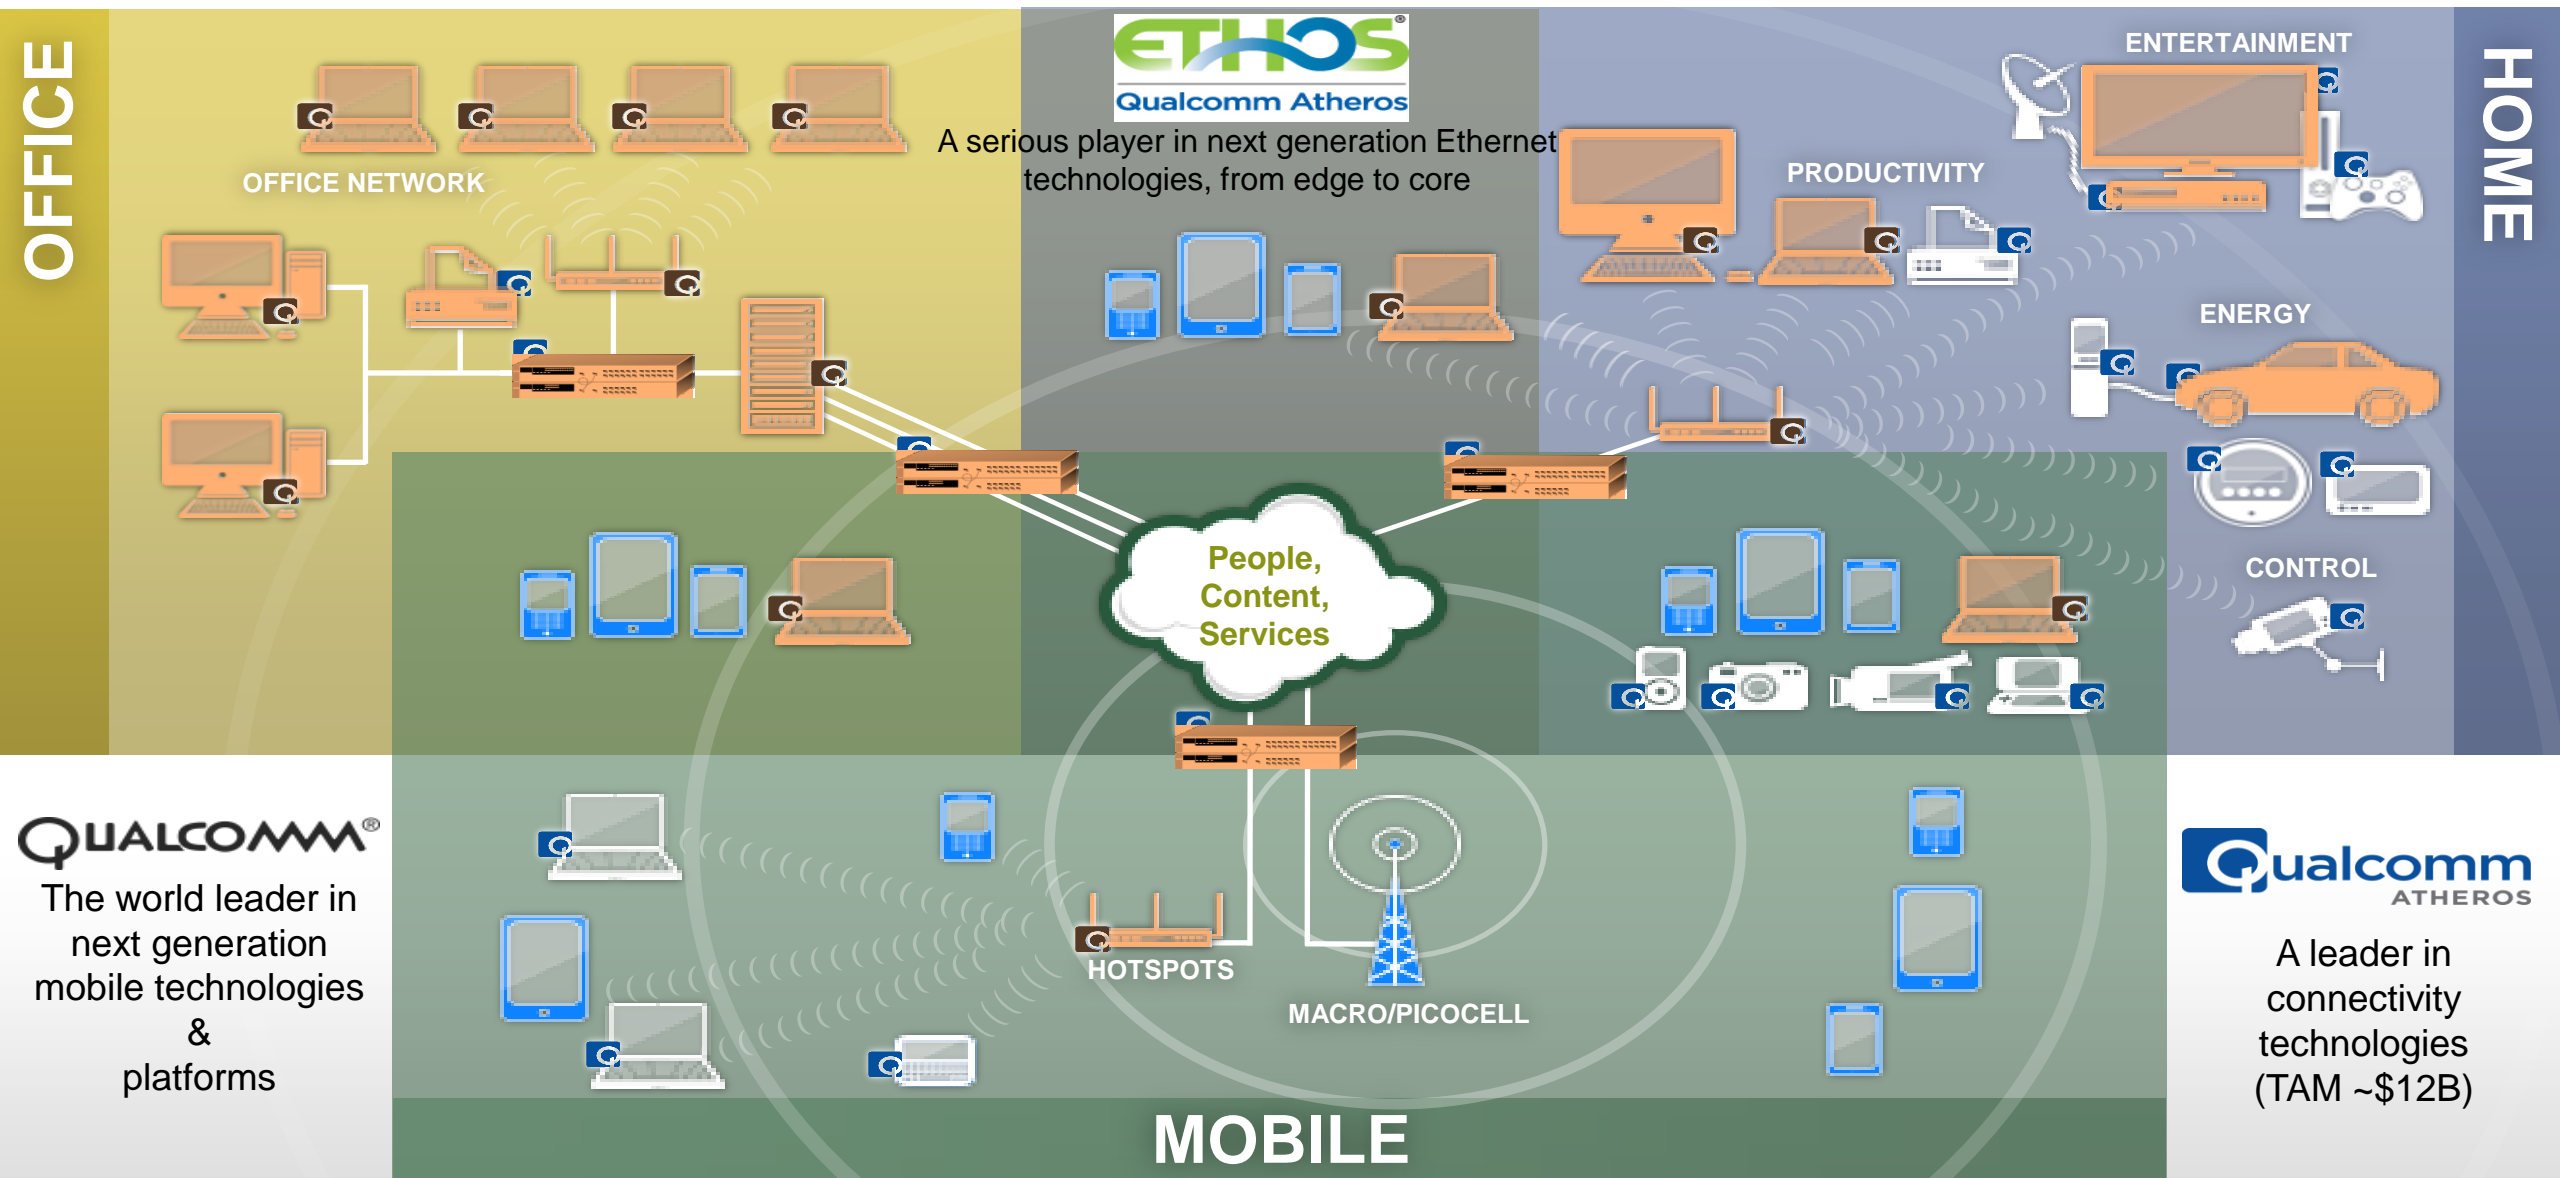 OFFICE
ETHOS®
Qualcomm Atheros
A serious player in next generation Ethernet
technologies, from edge to core
OFFICE NETWORK
ENTERTAINMENT
PRODUCTIVITY
HOME
ENERGY
CONTROL
People,
Content,
Services
HOTSPOTS
MACRO/PICOCELL
MOBILE
QUALCOMM®
The world leader in
next generation
mobile technologies
&
platforms
Qualcomm
ATHEROS
A leader in
connectivity
technologies
(TAM ~$12B)